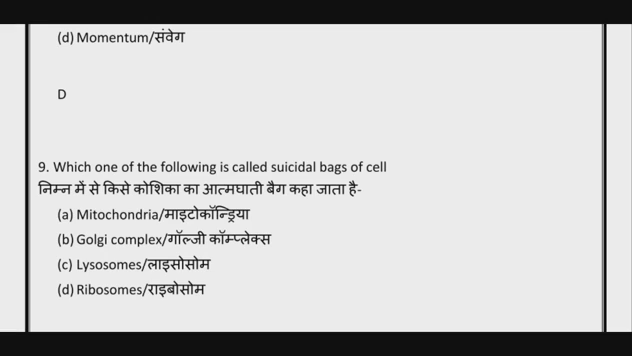 (d) Momentum/संवेग
D
9. Which one of the following is called suicidal bags of cell
निम्न में से किसे कोशिका का आत्मघाती बैग कहा जाता है-
(a) Mitochondria/माइटोकॉन्ड्रिया
(b) Golgi complex/गॉल्जी कॉम्प्लेक्स
(c) Lysosomes/लाइसोसोम
(d) Ribosomes/राइबोसोम